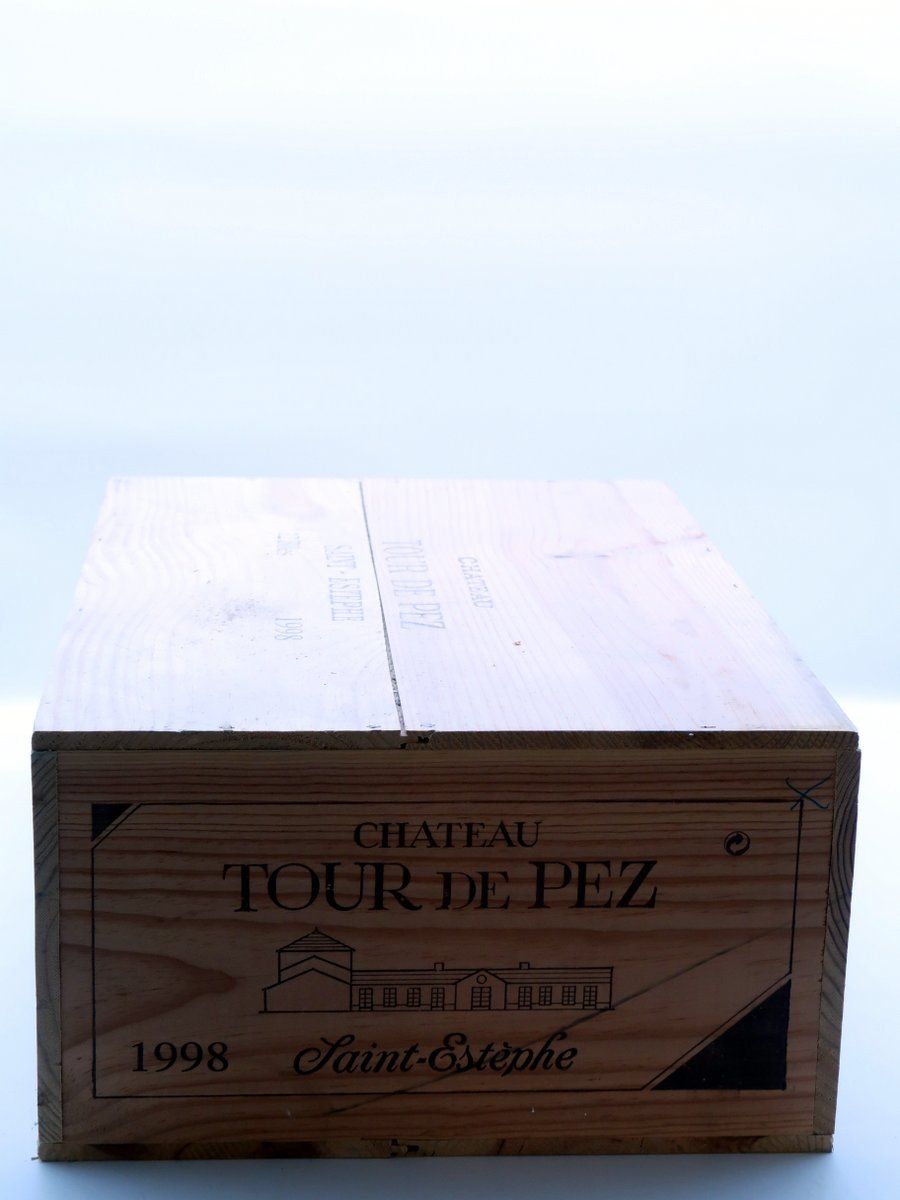 CHATEAU
TOUR DE PEZ
SAINT - ESTEPHE
1998
CHATEAU
TOUR DE PEZ
1998 Saint-Estèphe